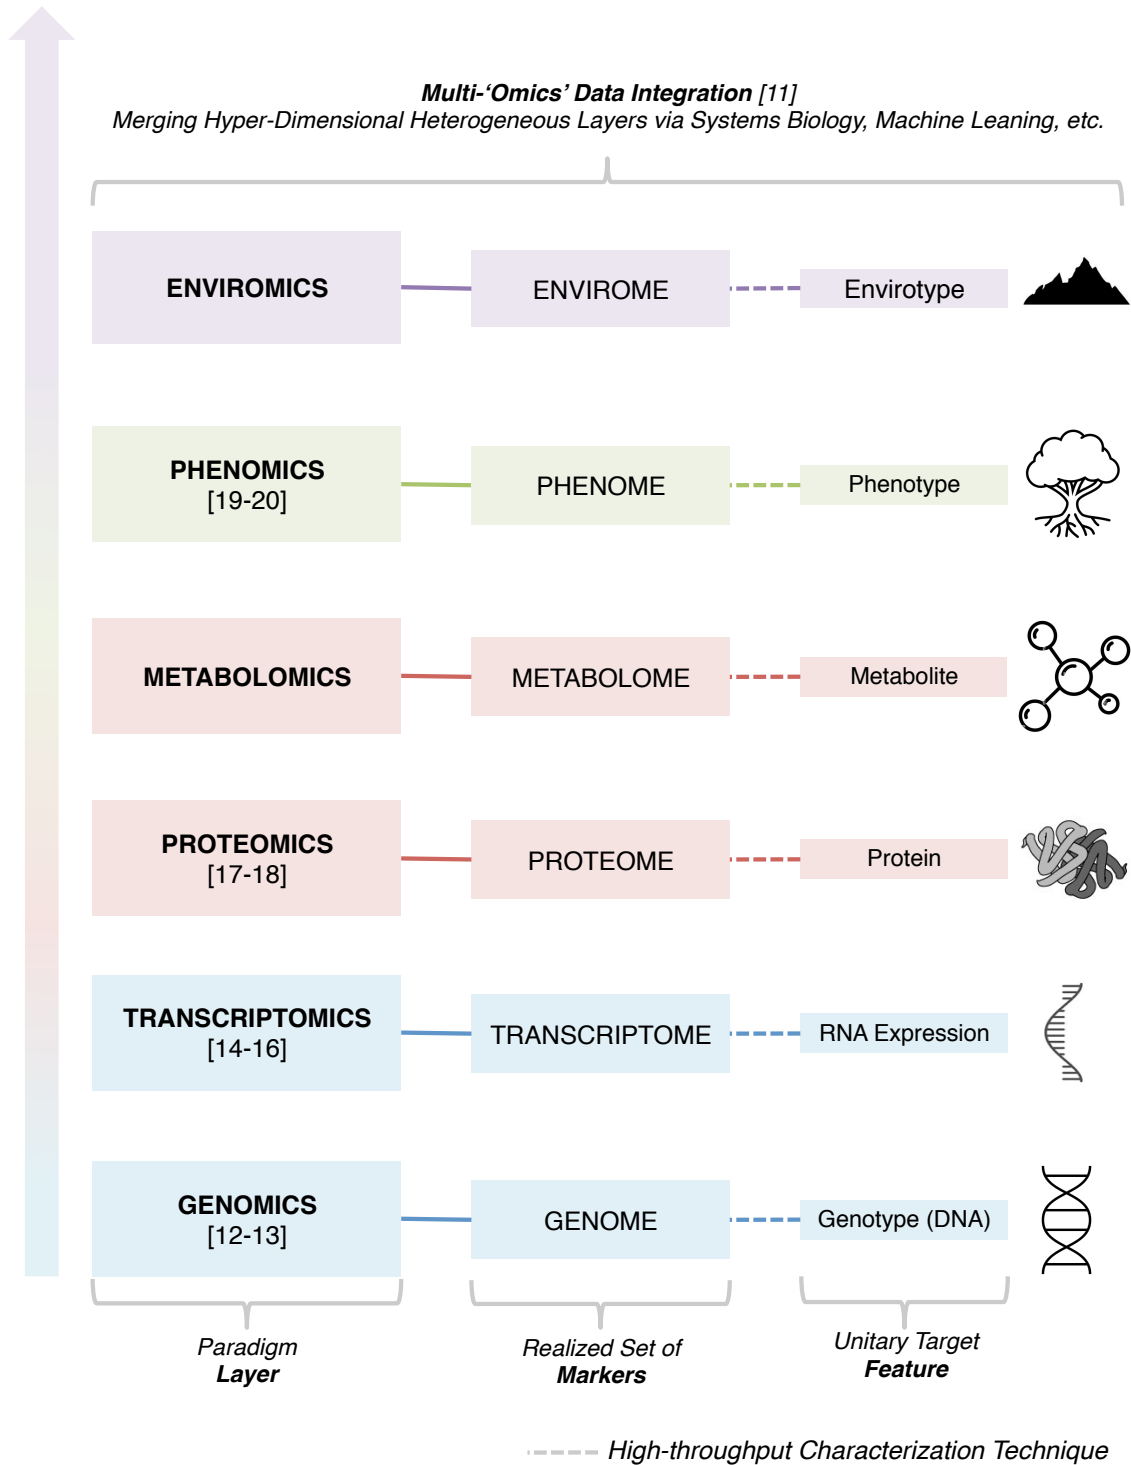 Multi-‘Omics’ Data Integration [11]
Merging Hyper-Dimensional Heterogeneous Layers via Systems Biology, Machine Leaning, etc.
ENVIROMICS
ENVIROME
Envirotype
PHENOMICS
[19-20]
PHENOME
Phenotype
METABOLOMICS
METABOLOME
Metabolite
PROTEOMICS
[17-18]
PROTEOME
Protein
TRANSCRIPTOMICS
[14-16]
TRANSCRIPTOME
RNA Expression
GENOMICS
[12-13]
GENOME
Genotype (DNA)
Paradigm
Layer
Realized Set of
Markers
Unitary Target
Feature
High-throughput Characterization Technique